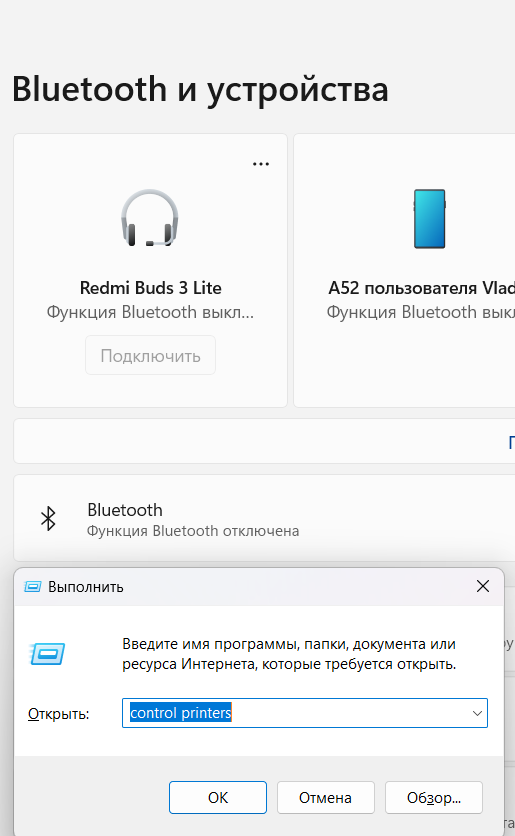 Bluetooth и устройства
Redmi Buds 3 Lite
Функция Bluetooth выкл...
Подключить
A52 пользователя Vlad
Функция Bluetooth выкл
Bluetooth
Функция Bluetooth отключена
Выполнить
Введите имя программы, папки, документа или
ресурса Интернета, которые требуется открыть.
Открыть:
control printers
OK
Отмена
Обзор...